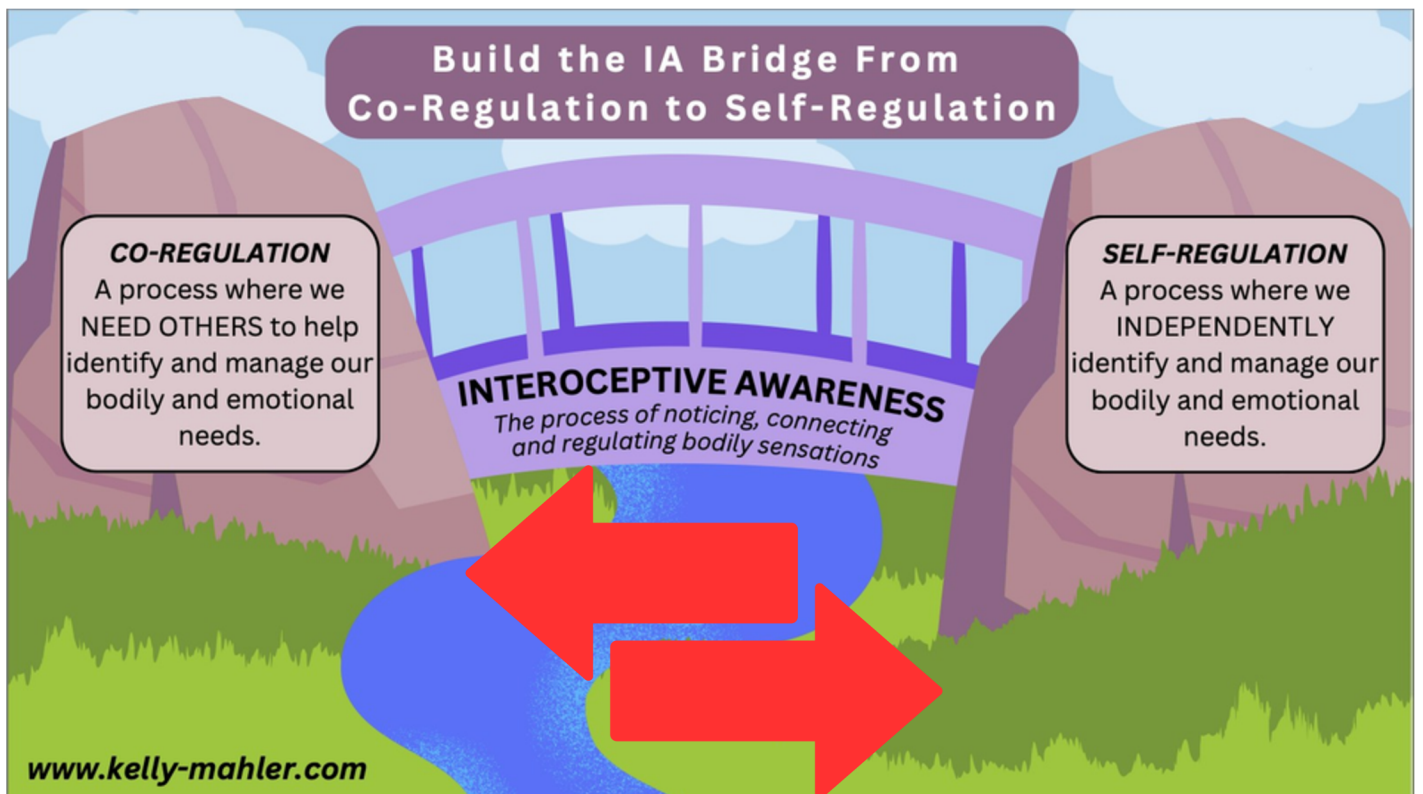 Build the IA Bridge From
Co-Regulation to Self-Regulation
CO-REGULATION
A process where we
NEED OTHERS to help
identify and manage our
bodily and emotional
needs.
INTEROCEPTIVE AWARENESS
The process of noticing, connecting
and regulating bodily sensations
SELF-REGULATION
A process where we
INDEPENDENTLY
identify and manage our
bodily and emotional
needs.
www.kelly-mahler.com